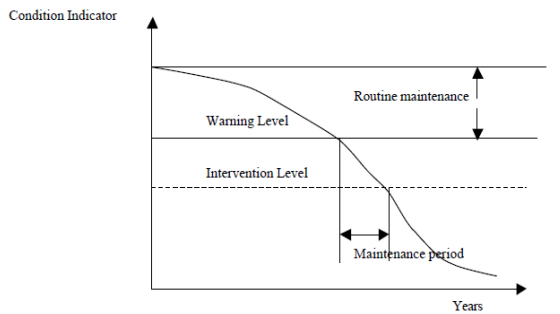 Condition Indicator
Routine maintenance
Warning Level
Intervention Level
Maintenance period
Years